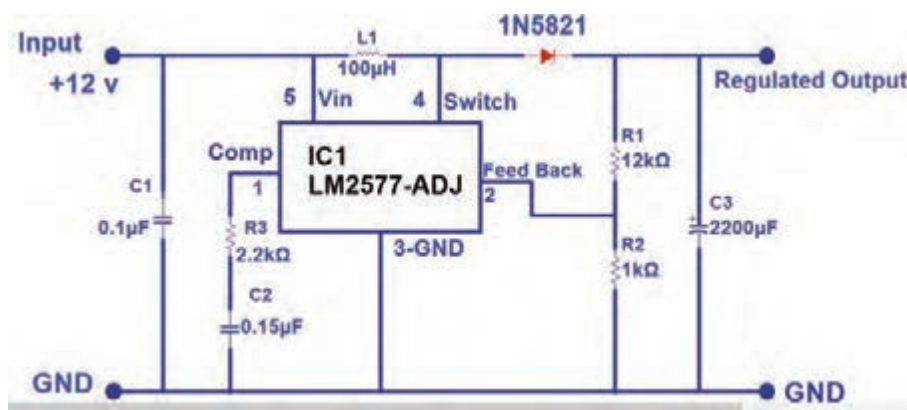 1N5821
Input
+12 v
L1
100µH
Regulated Output
5
Vin
4
Switch
Comp
1
IC1
LM2577-ADJ
Feed Back
2
3-GND
C1
0.1µF
R3
2.2kΩ
C2
0.15µF
R1
12kΩ
R2
1kΩ
C3
+
2200µF
GND
GND